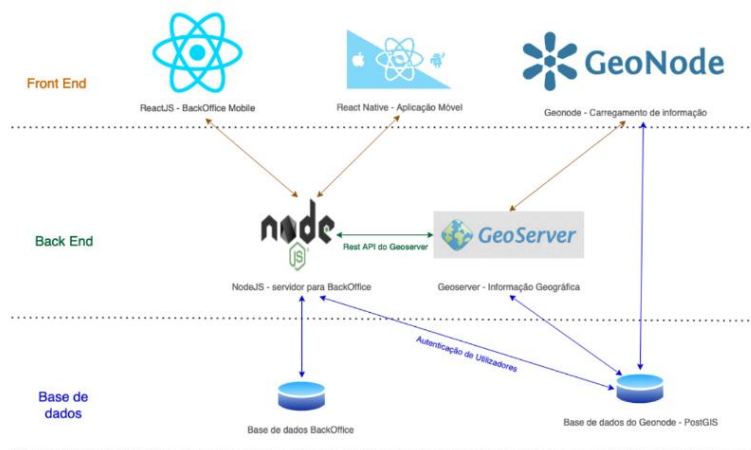 GeoNode
Front End
ReactJS - BackOffice Mobile
React Native - Aplicação Móvel
Geonode - Carregamento de informação
Back End
node
JS
Rest API do Geoserver
GeoServer
NodeJS - servidor para BackOffice
Geoserver - Informação Geográfica
Autenticação de Utilizadores
Base de
dados
Base de dados BackOffice
Base de dados do Geonode - PostGIS